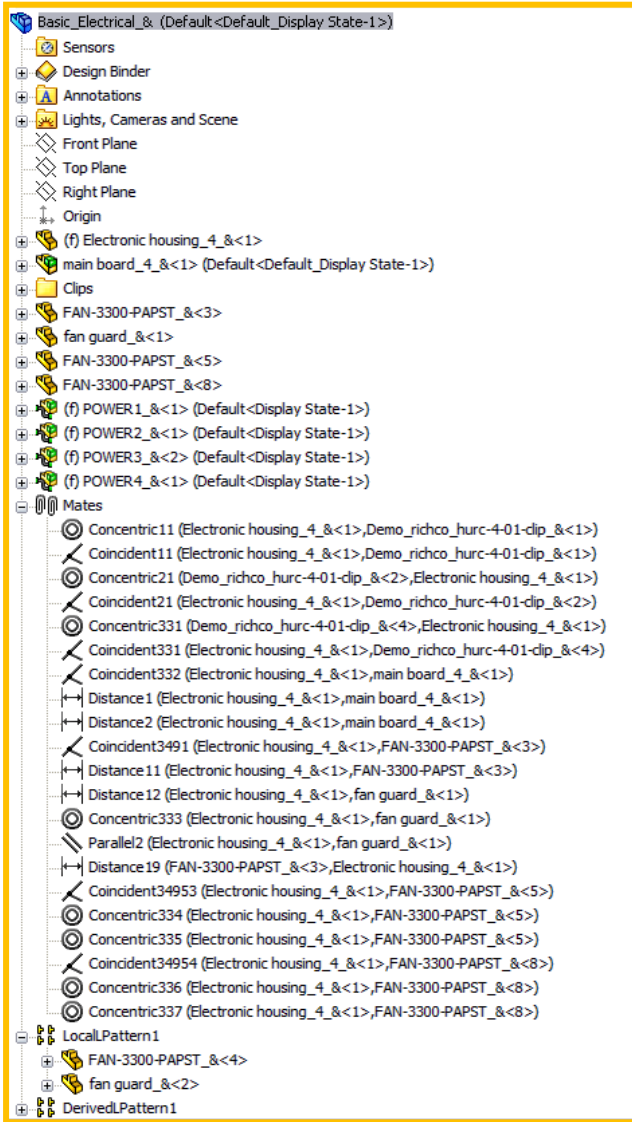 Basic_Electrical_& (Default<Default_Display State-1>)
Sensors
Design Binder
Annotations
Lights, Cameras and Scene
Front Plane
Top Plane
Right Plane
Origin
(f) Electronic housing_4_&<1>
main board_4_&<1> (Default<Default_Display State-1>)
Clips
FAN-3300-PAPST_&<3>
fan guard_&<1>
FAN-3300-PAPST_&<5>
FAN-3300-PAPST_&<8>
(f) POWER1_&<1> (Default<Display State-1>)
(f) POWER2_&<1> (Default<Display State-1>)
(f) POWER3_&<2> (Default<Display State-1>)
(f) POWER4_&<1> (Default<Display State-1>)
Mates
Concentric11 (Electronic housing_4_&<1>,Demo_richco_hurc-4-01-clip_&<1>)
Coincident11 (Electronic housing_4_&<1>,Demo_richco_hurc-4-01-clip_&<1>)
Concentric21 (Demo_richco_hurc-4-01-clip_&<2>,Electronic housing_4_&<1>)
Coincident21 (Electronic housing_4_&<1>,Demo_richco_hurc-4-01-clip_&<2>)
Concentric331 (Demo_richco_hurc-4-01-clip_&<4>,Electronic housing_4_&<1>)
Coincident331 (Electronic housing_4_&<1>,Demo_richco_hurc-4-01-clip_&<4>)
Coincident332 (Electronic housing_4_&<1>,main board_4_&<1>)
Distance1 (Electronic housing_4_&<1>,main board_4_&<1>)
Distance2 (Electronic housing_4_&<1>,main board_4_&<1>)
Coincident3491 (Electronic housing_4_&<1>,FAN-3300-PAPST_&<3>)
Distance11 (Electronic housing_4_&<1>,FAN-3300-PAPST_&<3>)
Distance12 (Electronic housing_4_&<1>,fan guard_&<1>)
Concentric333 (Electronic housing_4_&<1>,fan guard_&<1>)
Parallel2 (Electronic housing_4_&<1>,fan guard_&<1>)
Distance19 (FAN-3300-PAPST_&<3>,Electronic housing_4_&<1>)
Coincident34953 (Electronic housing_4_&<1>,FAN-3300-PAPST_&<5>)
Concentric334 (Electronic housing_4_&<1>,FAN-3300-PAPST_&<5>)
Concentric335 (Electronic housing_4_&<1>,FAN-3300-PAPST_&<5>)
Coincident34954 (Electronic housing_4_&<1>,FAN-3300-PAPST_&<8>)
Concentric336 (Electronic housing_4_&<1>,FAN-3300-PAPST_&<8>)
Concentric337 (Electronic housing_4_&<1>,FAN-3300-PAPST_&<8>)
LocalLPattern1
FAN-3300-PAPST_&<4>
fan guard_&<2>
DerivedLPattern1